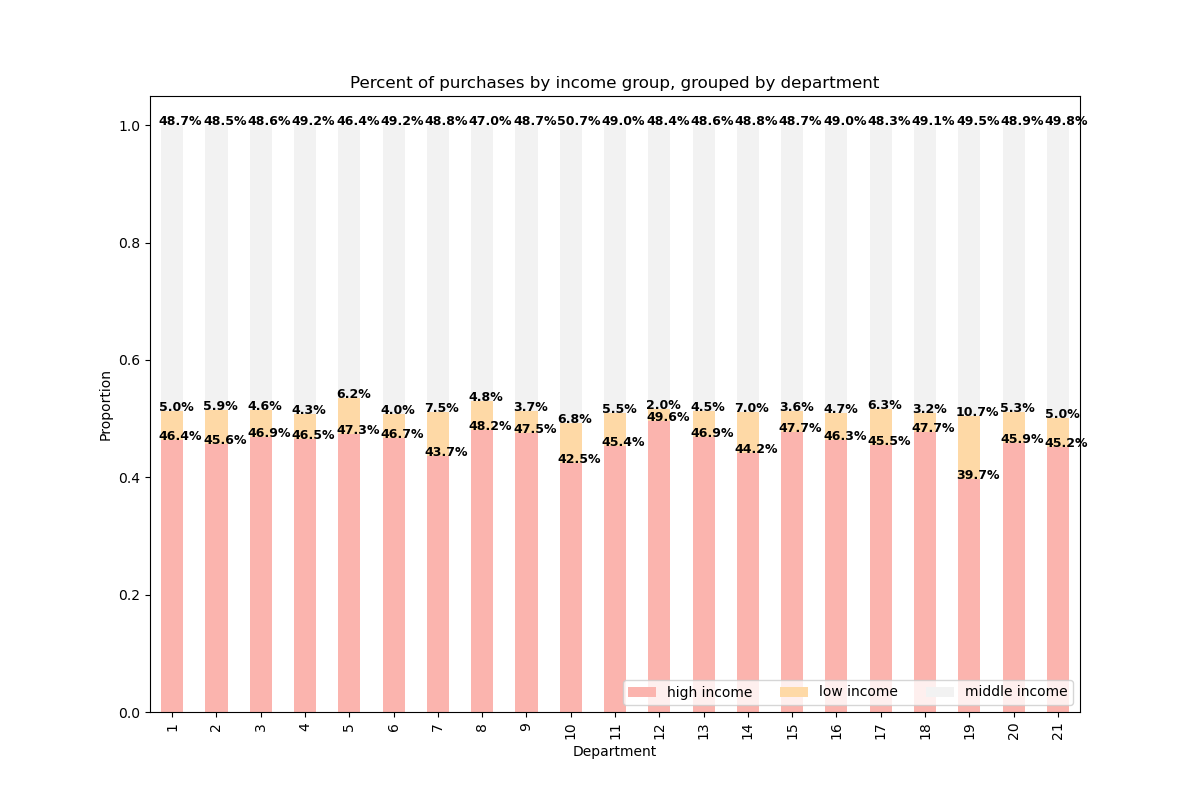 Percent of purchases by income group, grouped by department
48.7% 48.5% 48.6% 49.2% 46.4% 49.2% 48.8% 47.0% 48.7% 50.7% 49.0% 48.4% 48.6% 48.8% 48.7% 49.0% 48.3% 49.1% 49.5% 48.9% 49.8%
5.0% 5.9% 4.6% 4.3% 6.2% 4.0% 7.5% 4.8% 3.7% 6.8% 5.5% 2.0% 4.5% 7.0% 3.6% 4.7% 6.3% 3.2% 10.7% 5.3% 5.0%
46.4% 45.6% 46.9% 46.5% 47.3% 46.7% 43.7% 48.2% 47.5% 42.5% 45.4% 49.6% 46.9% 44.2% 47.7% 46.3% 45.5% 47.7% 39.7% 45.9% 45.2%
1.0
0.8
0.6
0.4
0.2
0.0
Proportion
high income low income middle income
1 2 3 4 5 6 7 8 9 10 11 12 13 14 15 16 17 18 19 20 21
Department